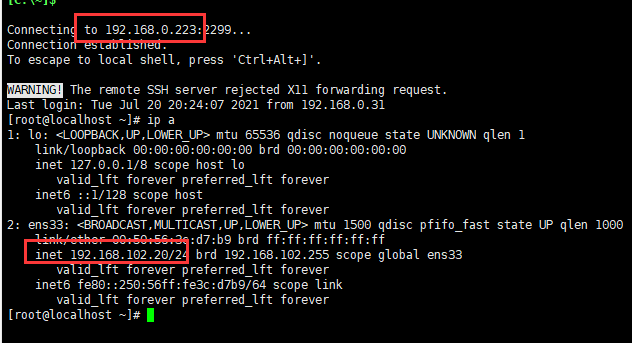 [C:\~]$
Connecting to 192.168.0.223:2299...
Connection established.
To escape to local shell, press 'Ctrl+Alt+]'.
WARNING! The remote SSH server rejected X11 forwarding request.
Last login: Tue Jul 20 20:24:07 2021 from 192.168.0.31
[root@localhost ~]# ip a
1: lo: <LOOPBACK,UP,LOWER_UP> mtu 65536 qdisc noqueue state UNKNOWN qlen 1
link/loopback 00:00:00:00:00:00 brd 00:00:00:00:00:00
inet 127.0.0.1/8 scope host lo
valid_lft forever preferred_lft forever
inet6 ::1/128 scope host
valid_lft forever preferred_lft forever
2: ens33: <BROADCAST,MULTICAST,UP,LOWER_UP> mtu 1500 qdisc pfifo_fast state UP qlen 1000
link/ether 00:50:56:3c:d7:b9 brd ff:ff:ff:ff:ff:ff
inet 192.168.102.20/24 brd 192.168.102.255 scope global ens33
valid_lft forever preferred_lft forever
inet6 fe80::250:56ff:fe3c:d7b9/64 scope link
valid_lft forever preferred_lft forever
[root@localhost ~]#